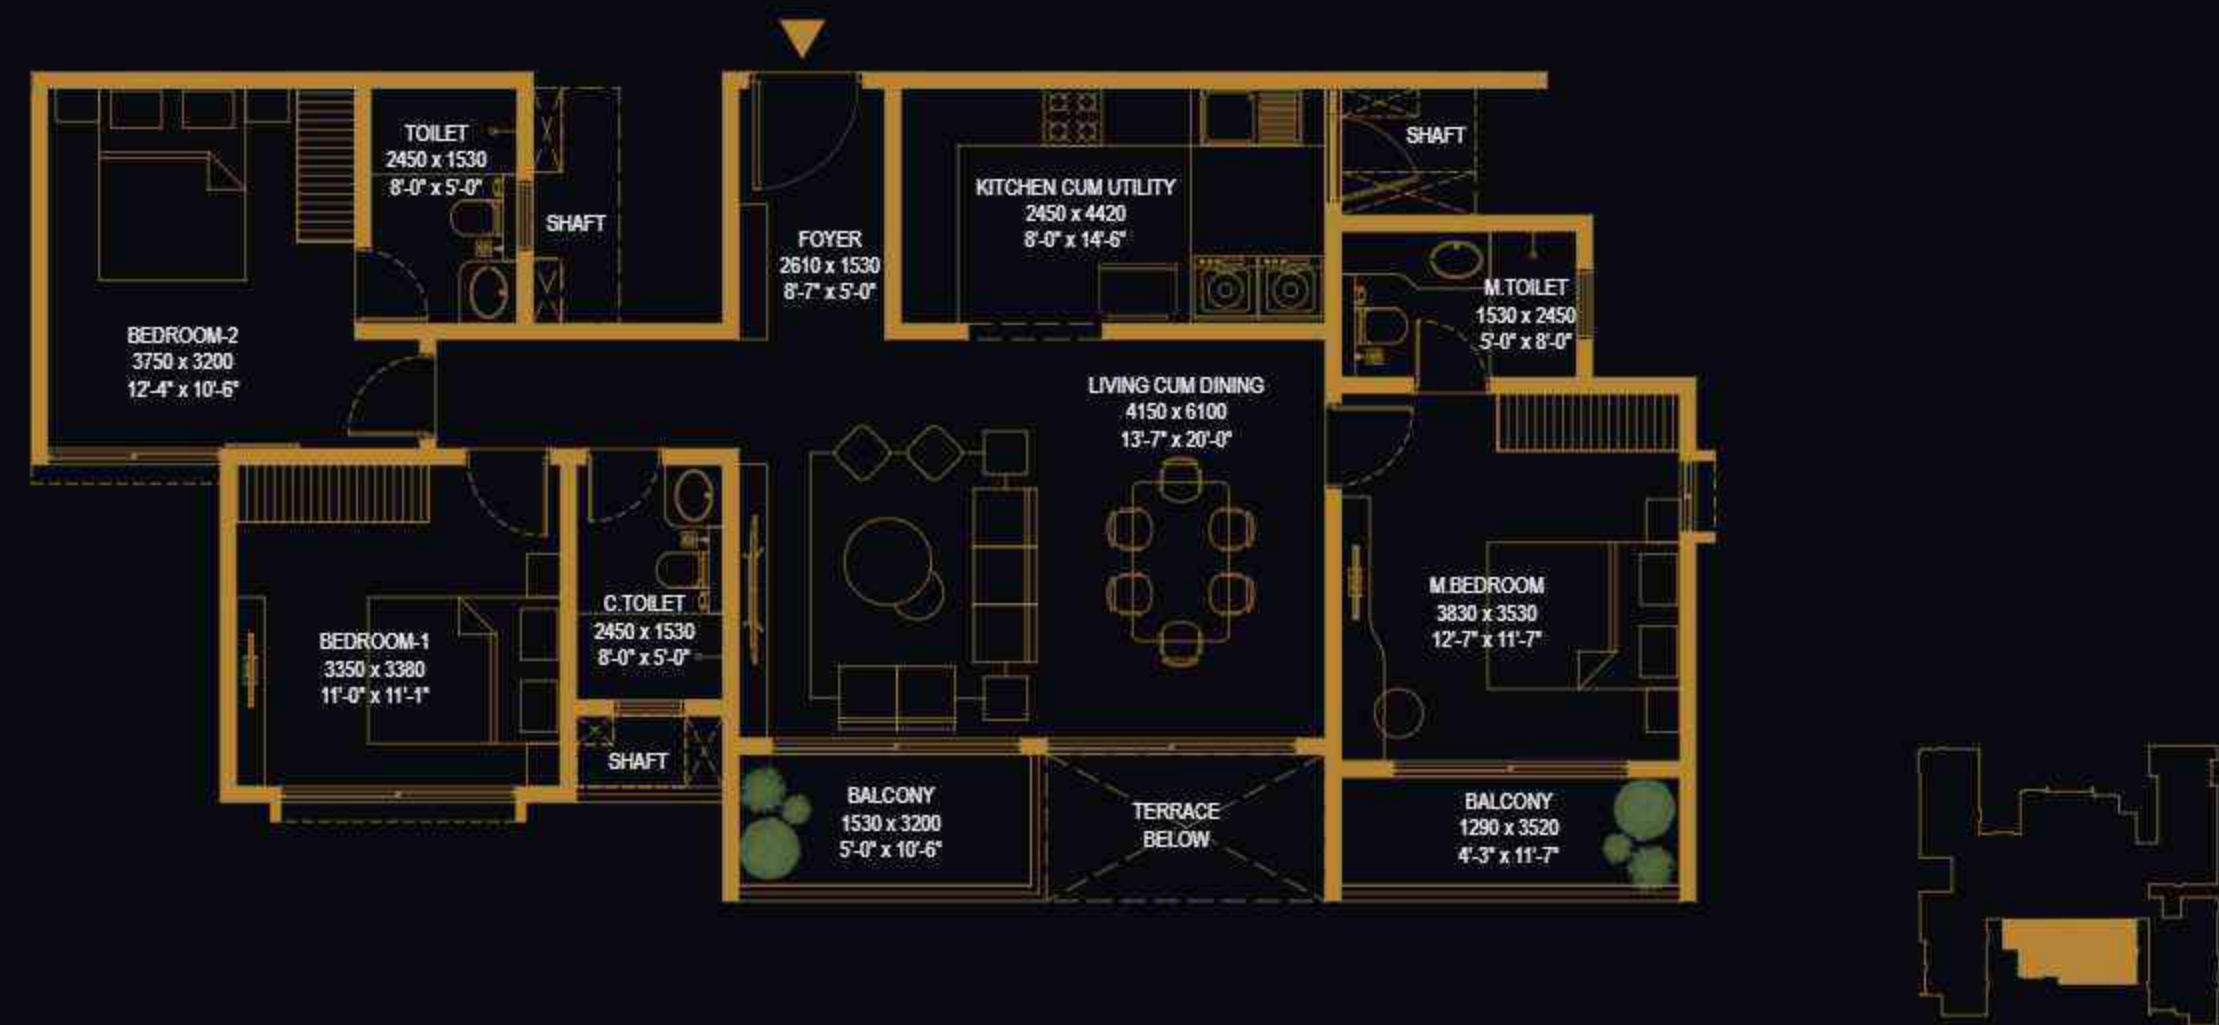 TOILET
2450 x 1530
8'-0" x 5'-0"
SHAFT
FOYER
2610 x 1530
8'-7" x 5'-0"
KITCHEN CUM UTILITY
2450 x 4420
8'-0" x 14'-6"
SHAFT
M.TOILET
1530 x 2450
5'-0" x 8'-0"
BEDROOM-2
3750 x 3200
12'-4" x 10'-6"
LIVING CUM DINING
4150 x 6100
13'-7" x 20'-0"
BEDROOM-1
3350 x 3380
11'-0" x 11'-1"
C.TOILET
2450 x 1530
8'-0" x 5'-0"
M.BEDROOM
3830 x 3530
12'-7" x 11'-7"
SHAFT
BALCONY
1530 x 3200
5'-0" x 10'-6"
TERRACE
BELOW
BALCONY
1290 x 3520
4'-3" x 11'-7"